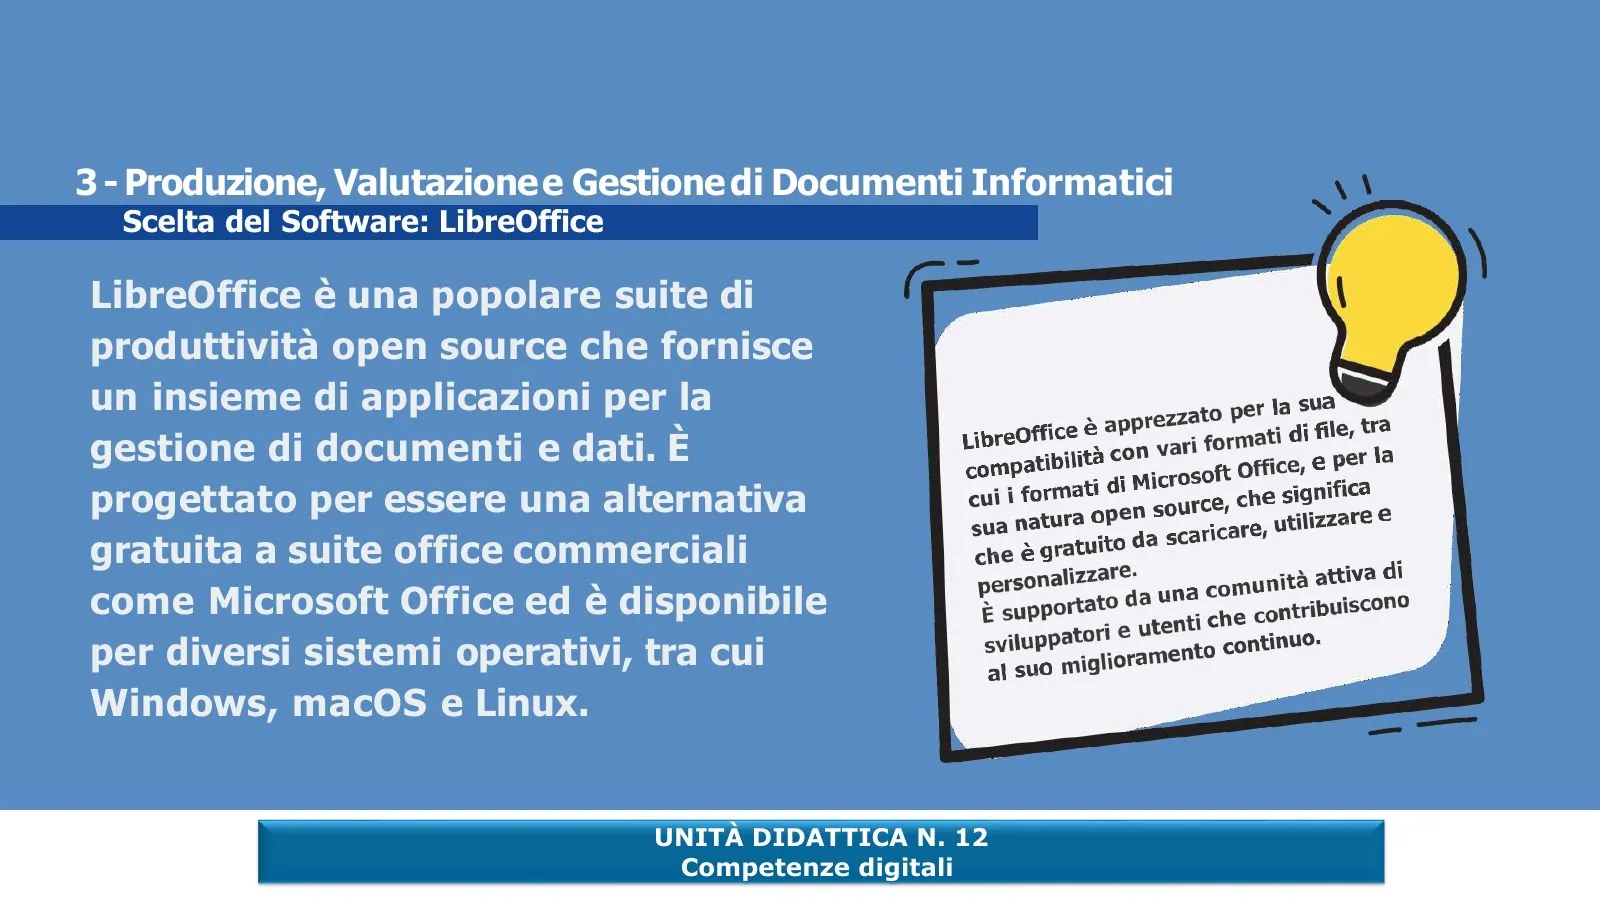 3 - Produzione, Valutazione e Gestione di Documenti Informatici
Scelta del Software: LibreOffice
LibreOffice è una popolare suite di
produttività open source che fornisce
un insieme di applicazioni per la
gestione di documenti e dati. È
progettato per essere una alternativa
gratuita a suite office commerciali
come Microsoft Office ed è disponibile
per diversi sistemi operativi, tra cui
Windows, macOS e Linux.
LibreOffice è apprezzato per la sua
compatibilità con vari formati di file, tra
cui i formati di Microsoft Office, e per la
sua natura open source, che significa
che è gratuito da scaricare, utilizzare e
personalizzare.
È supportato da una comunità attiva di
sviluppatori e utenti che contribuiscono
al suo miglioramento continuo.
UNITÀ DIDATTICA N. 12
Competenze digitali